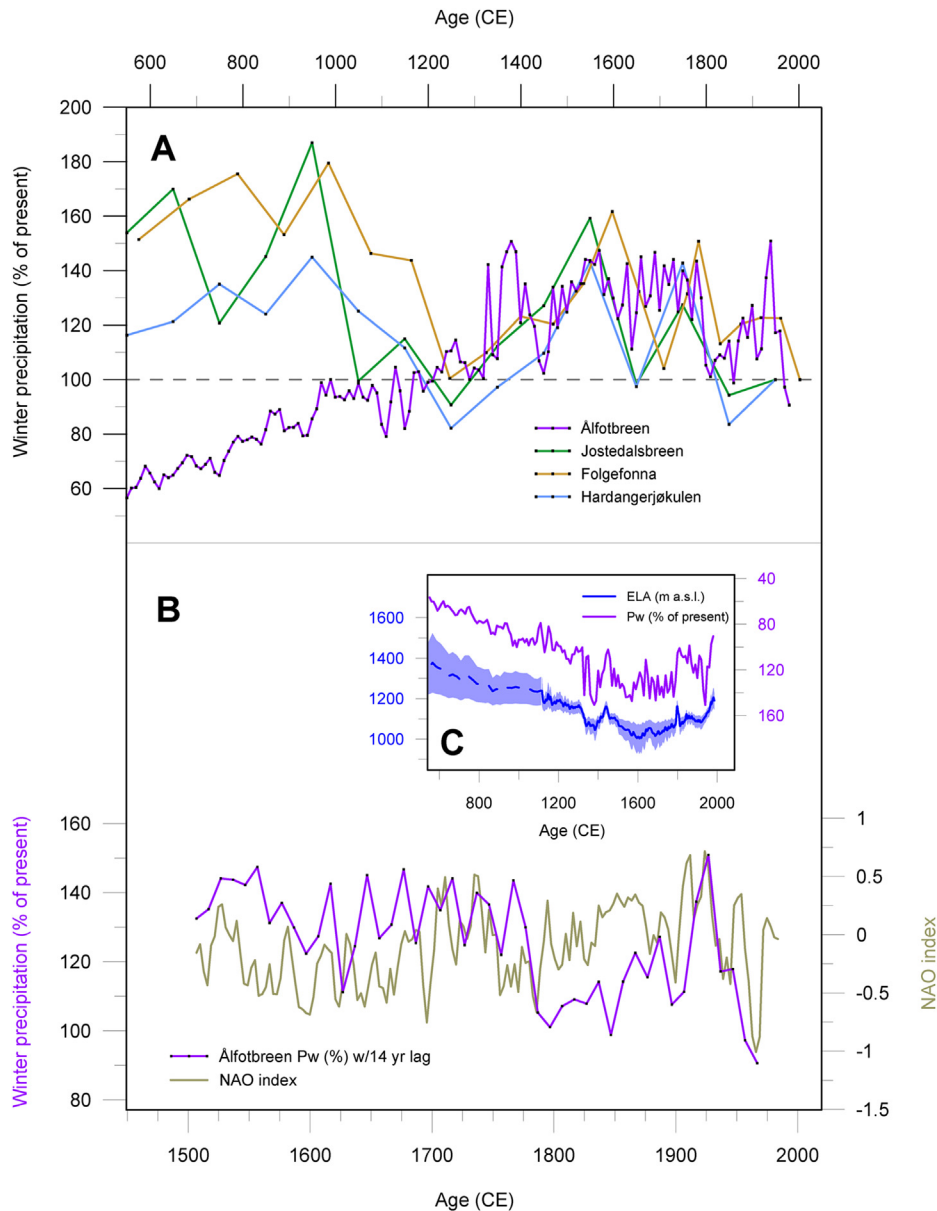 Age (CE)
600 800 1000 1200 1400 1600 1800 2000
Winter precipitation (% of present)
200
180
160
140
120
100
80
60
A
Ålfotbreen
Jostedalsbreen
Folgefonna
Hardangerjøkulen
B
ELA (m a.s.l.)
Pw (% of present)
1600
1400
1200
1000
40
80
120
160
C
800 1200 1600 2000
Age (CE)
Winter precipitation (% of present)
160
140
120
100
80
1
0.5
0
-0.5
-1
-1.5
NAO index
Ålfotbreen Pw (%) w/14 yr lag
NAO index
1500 1600 1700 1800 1900 2000
Age (CE)